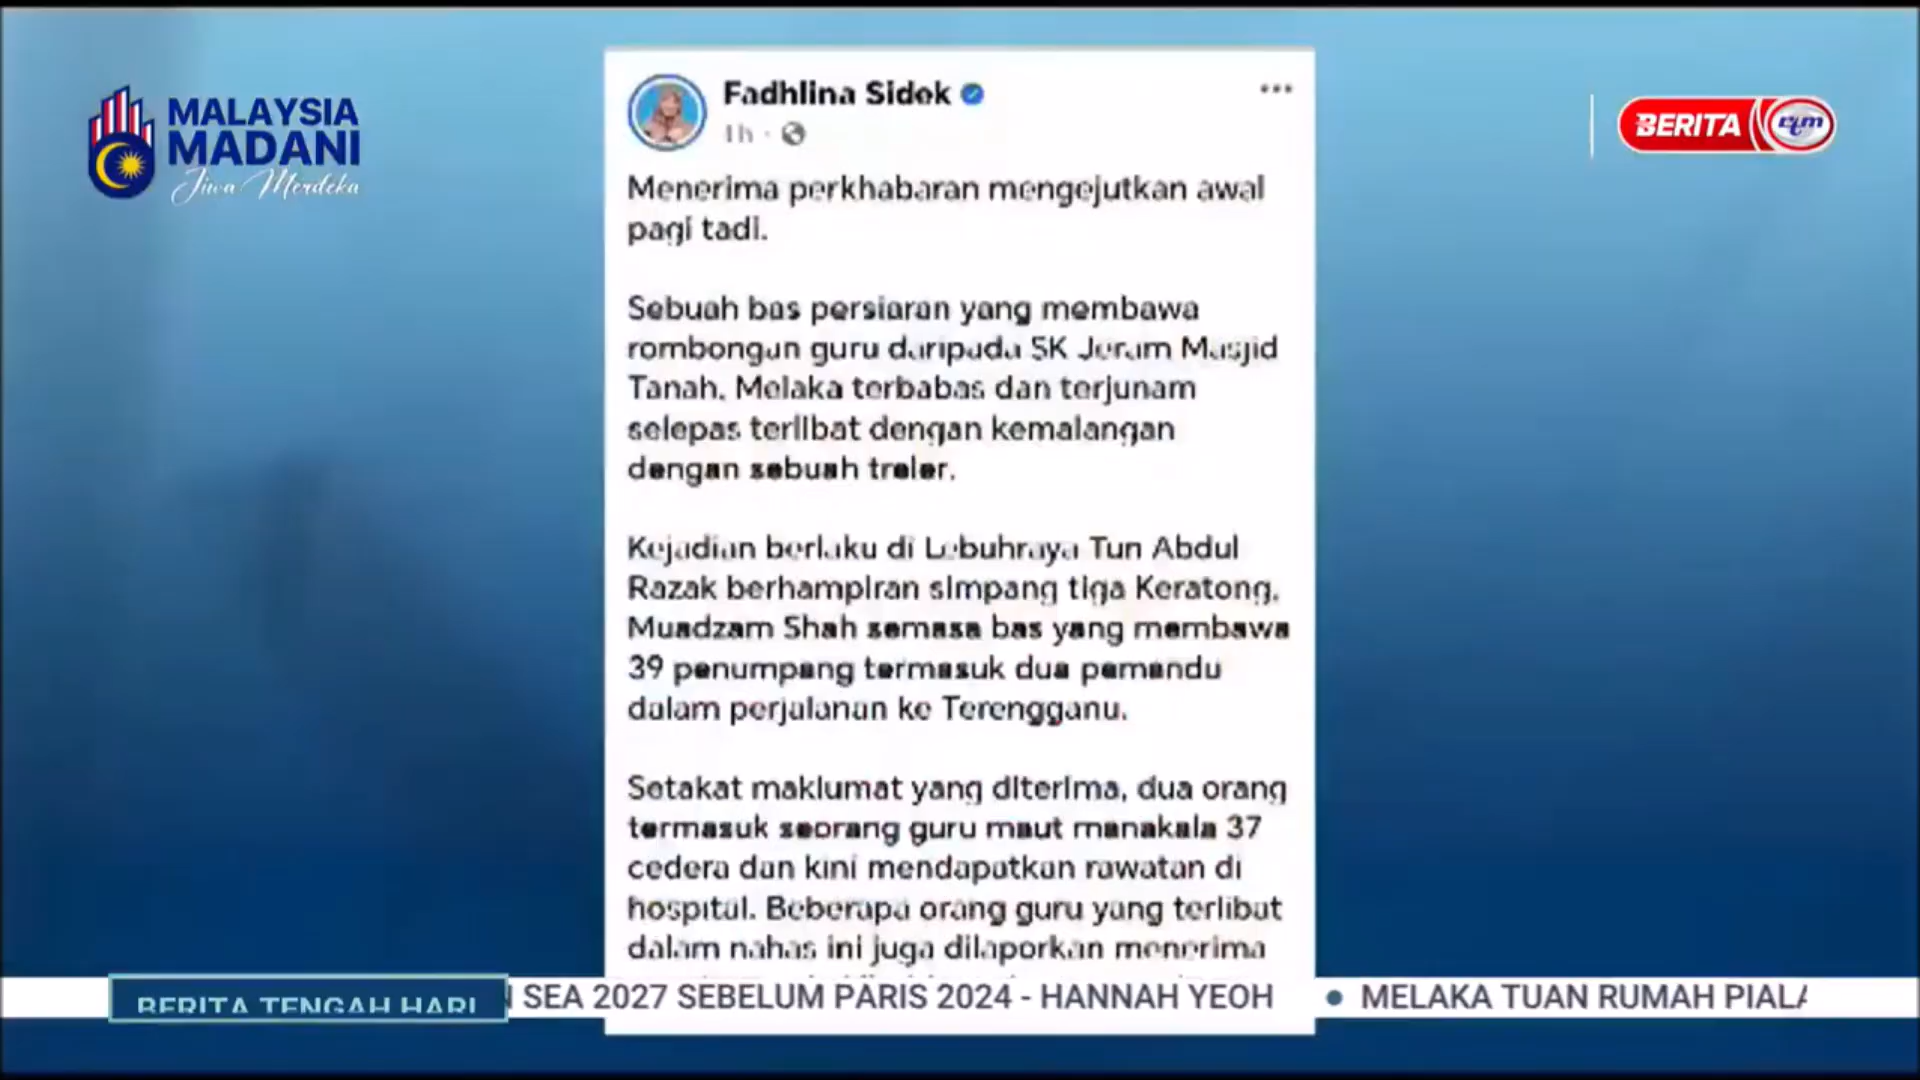 MALAYSIA
MADANI
Jiwa Merdeka
BERITA rtm
Fadhlina Sidek
1h
Menerima perkhabaran mengejutkan awal
pagi tadi.
Sebuah bas persiaran yang membawa
rombongan guru daripada SK Jeram Masjid
Tanah, Melaka terbabas dan terjunam
selepas terlibat dengan kemalangan
dengan sebuah treler.
Kejadian berlaku di Lebuhraya Tun Abdul
Razak berhampiran simpang tiga Keratong,
Muadzam Shah semasa bas yang membawa
39 penumpang termasuk dua pemandu
dalam perjalanan ke Terengganu.
Setakat maklumat yang diterima, dua orang
termasuk seorang guru maut manakala 37
cedera dan kini mendapatkan rawatan di
hospital. Beberapa orang guru yang terlibat
dalam nahas ini juga dilaporkan menerima
BERITA TENGAH HARI
SEA 2027 SEBELUM PARIS 2024 - HANNAH YEOH • MELAKA TUAN RUMAH PIALA